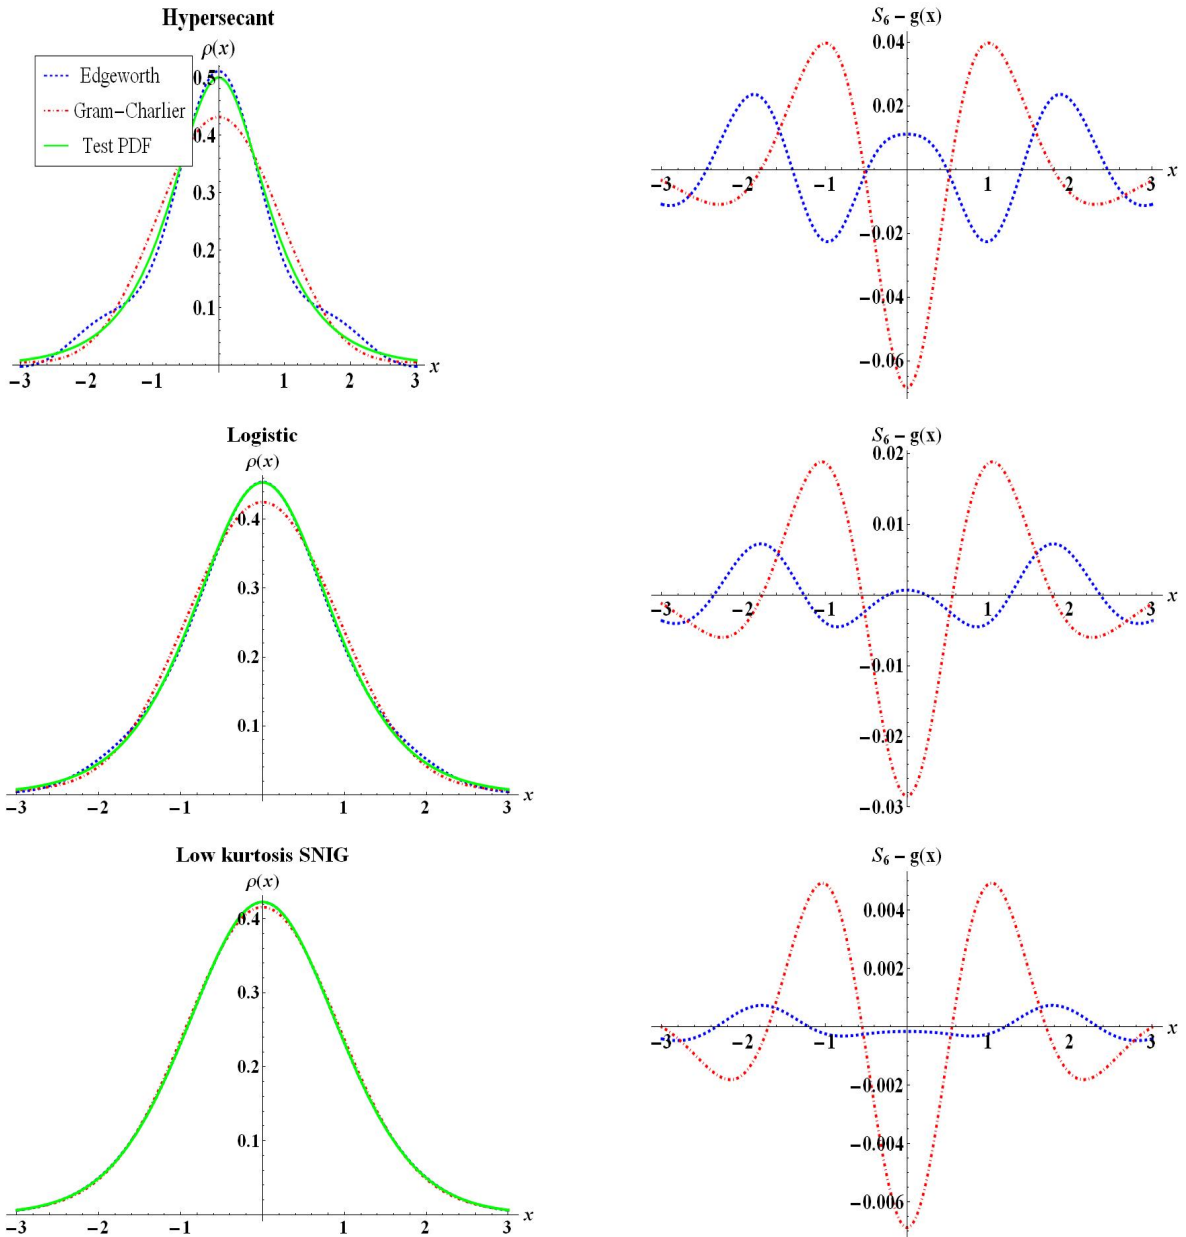 Hypersecant
ρ(x)
Edgeworth
Gram−Charlier
Test PDF
0.5
0.4
0.3
0.2
0.1
−3 −2 −1 1 2 3 x
S₆ − g(x)
0.04
0.02
−3 −2 −1 1 2 3 x
−0.02
−0.04
−0.06
Logistic
ρ(x)
0.4
0.3
0.2
0.1
−3 −2 −1 1 2 3 x
S₆ − g(x)
0.02
0.01
−3 −2 −1 1 2 3 x
−0.01
−0.02
−0.03
Low kurtosis SNIG
ρ(x)
0.4
0.3
0.2
0.1
−3 −2 −1 1 2 3 x
S₆ − g(x)
0.004
0.002
−3 −2 −1 1 2 3 x
−0.002
−0.004
−0.006